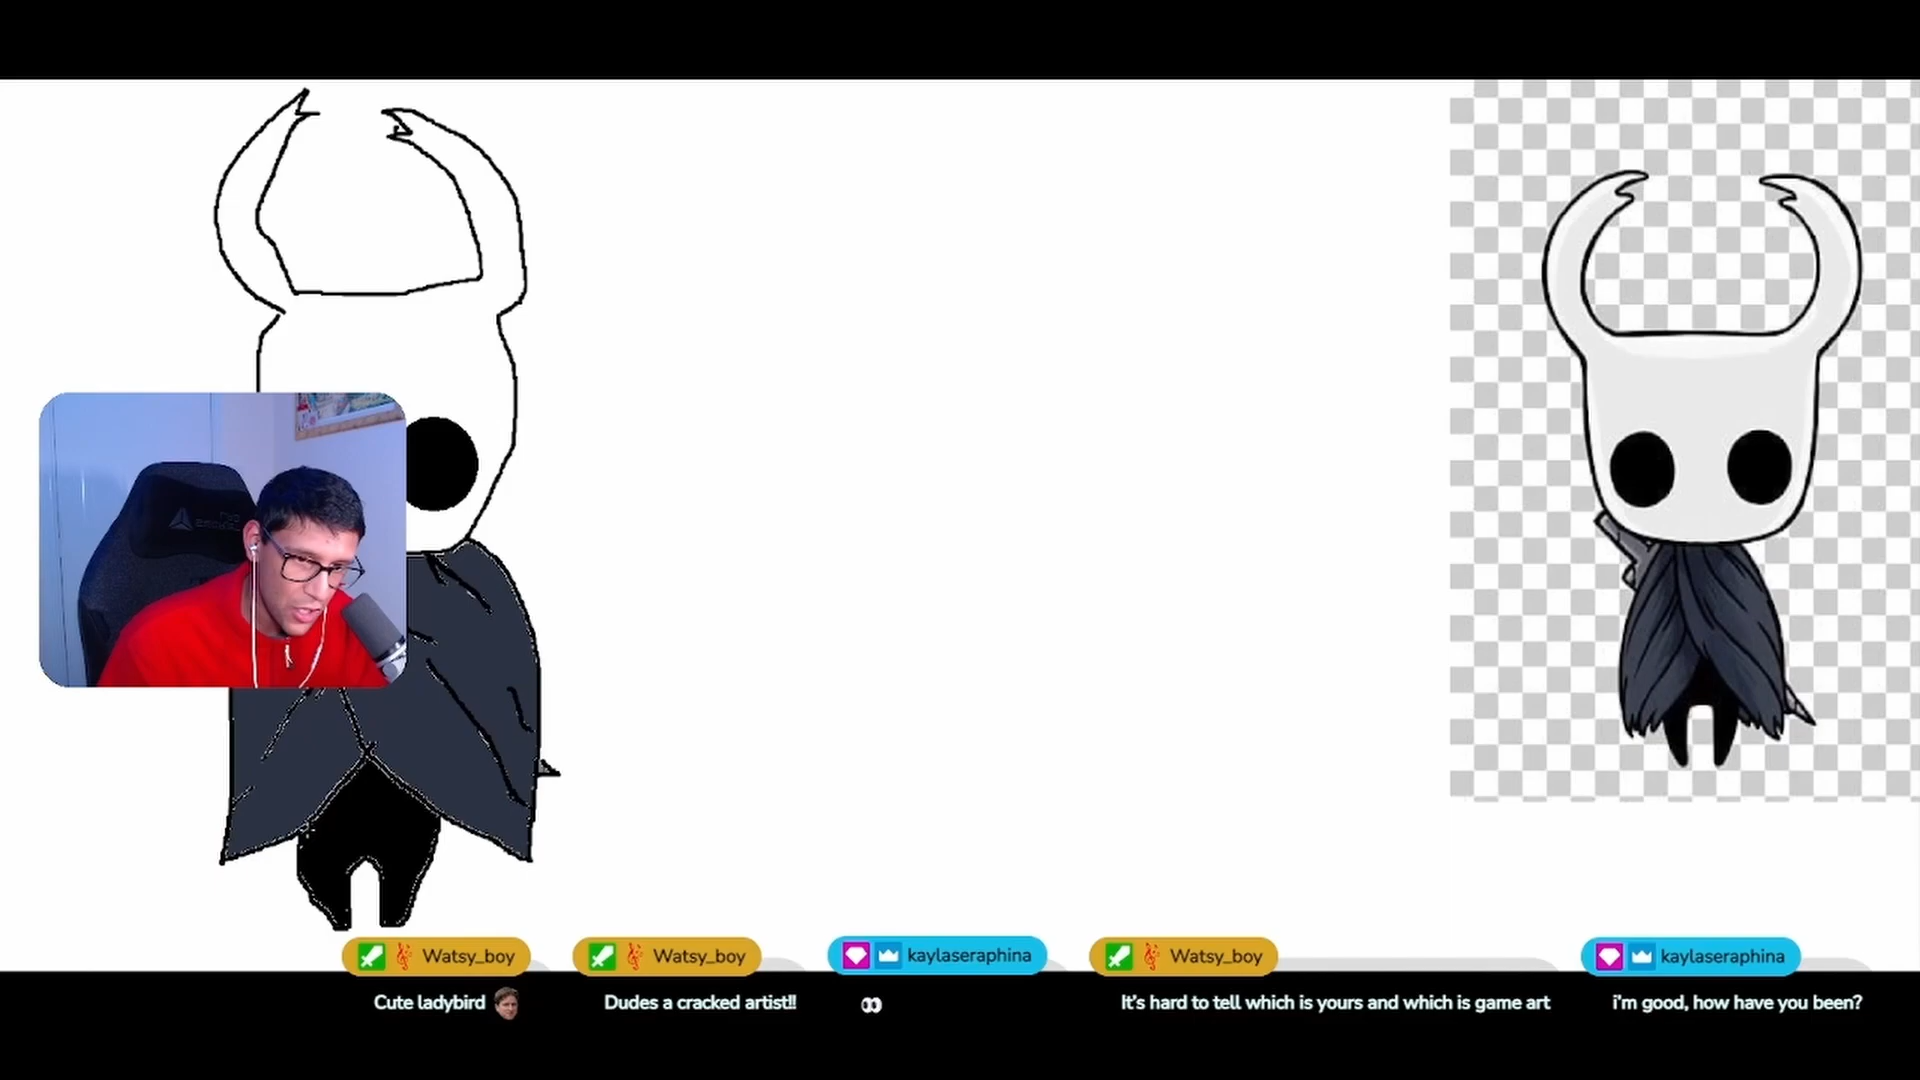 Watsy_boy
Cute ladybird
Watsy_boy
Dudes a cracked artist!!
kaylaseraphina
Watsy_boy
It's hard to tell which is yours and which is game art
kaylaseraphina
i'm good, how have you been?